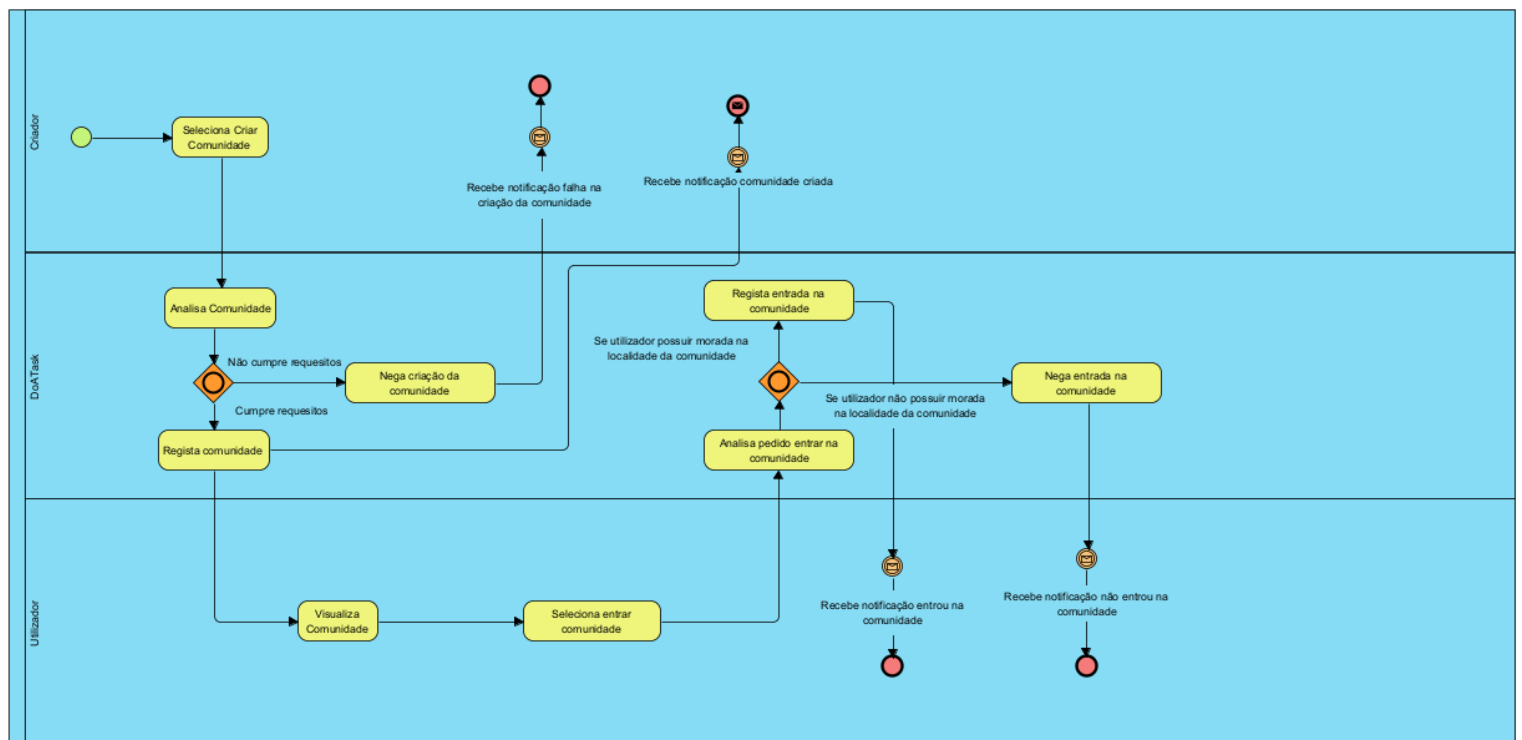 Criador
Seleciona Criar
Comunidade
Recebe notificação falha na
criação da comunidade
Recebe notificação comunidade criada
DoATask
Analisa Comunidade
Não cumpre requesitos
Cumpre requesitos
Nega criação da
comunidade
Regista comunidade
Regista entrada na
comunidade
Se utilizador possuir morada na
localidade da comunidade
Se utilizador não possuir morada
na localidade da comunidade
Nega entrada na
comunidade
Analisa pedido entrar na
comunidade
Utilizador
Visualiza
Comunidade
Seleciona entrar
comunidade
Recebe notificação entrou na
comunidade
Recebe notificação não entrou na
comunidade